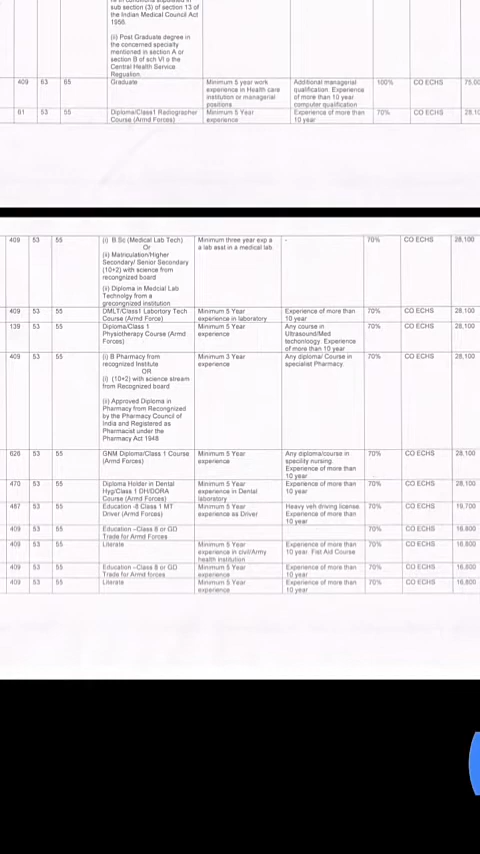 sub section (3) of section 13 of
the Indian Medical Council Act
1956.
(ii) Post Graduate degree in
the concerned specialty
mentioned in section A or
section B of sch VI o the
Central Health Service
Reguation.
409 63 65 Graduate Minimum 5 year work Additional managerial 100% CO ECHS 75,00
experience in Health care qualification. Experience
institution or managerial of more than 10 year
positions computer qualification
61 53 55 Diploma/Class1 Radiographer Minimum 5 Year Experience of more than 70% CO ECHS 28,10
Course (Armd Forces) experience 10 year
409 53 55 (i) B.Sc (Medical Lab Tech) Minimum three year exp a - 70% CO ECHS 28,100
Or a lab asst in a medical lab.
(ii) Matriculation/Higher
Secondary/ Senior Secondary
(10+2) with science from
recongnized board
(ii) Diploma in Medcial Lab
Technolgy from a
grecongnized institution
409 53 55 DMLT/Class1 Labortory Tech Minimum 5 Year Experience of more than 70% CO ECHS 28,100
Course (Armd Force) experience in laboratory 10 year
139 53 55 Diploma/Class 1 Minimum 5 Year Any course in 70% CO ECHS 28,100
Physiotherapy Course (Armd experience Ultrasound/Med
Forces) techonloogy. Experience
of more than 10 year
409 53 55 (i) B Pharmacy from Minimum 3 Year Any diploma/ Course in 70% CO ECHS 28,100
recognized Institute experience specialist Pharmacy.
OR
(i) (10+2) with science stream
from Recognized board
(ii) Approved Diploma in
Pharmacy from Recongnized
by the Pharmacy Council of
India and Registered as
Pharmacist under the
Pharmacy Act 1948
626 53 55 GNM Diploma/Class 1 Course Minimum 5 Year Any diploma/course in 70% CO ECHS 28,100
(Armd Forces) experience spacility nursing.
Experience of more than
10 year
470 53 55 Diploma Holder in Dental Minimum 5 Year Experience of more than 70% CO ECHS 28,100
Hyg/Class 1 DH/DORA experience in Dental 10 year
Course (Armd Forces) laboratory
487 53 55 Education -8 Class 1 MT Minimum 5 Year Heavy veh driving license. 70% CO ECHS 19,700
Driver (Armd Forces) experience as Driver Experience of more than
10 year
409 53 55 Education –Class 8 or GD 70% CO ECHS 16,800
Trade for Armed Forces
409 53 55 Literate Minimum 5 Year Experience of more than 70% CO ECHS 16,800
experience in civil/Army 10 year. Fist Aid Course
health institution
409 53 55 Education –Class 8 or GD Minimum 5 Year Experience of more than 70% CO ECHS 16,800
Trade for Armd forces experience 10 year
409 53 55 Literate Minimum 5 Year Experience of more than 70% CO ECHS 16,800
experience 10 year